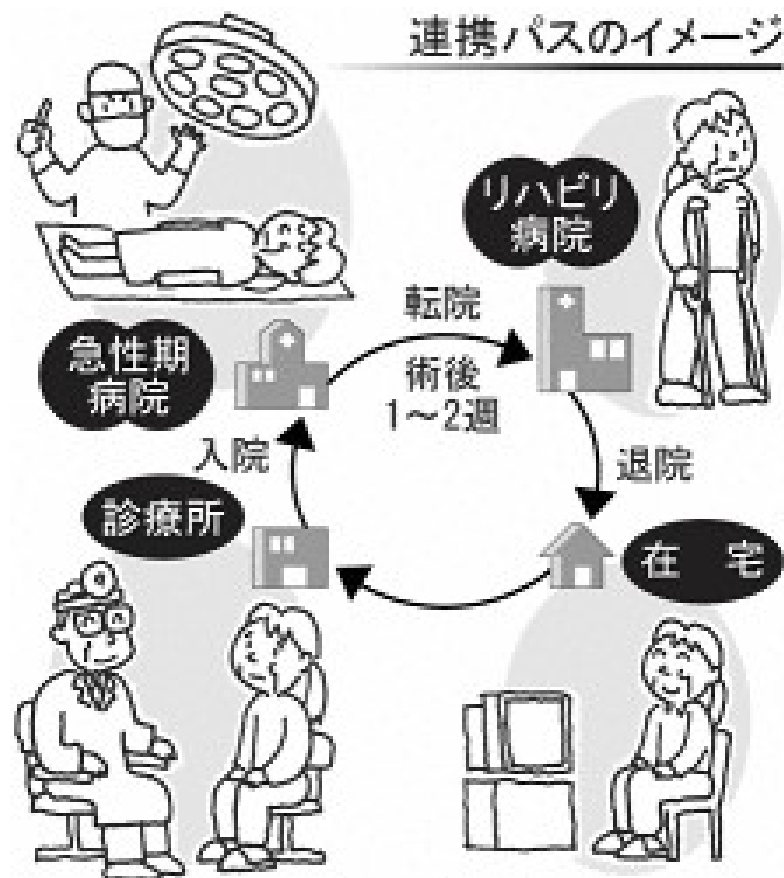 連携パスのイメージ
リハビリ
病院
転院
急性期
病院
術後
1～2週
入院
退院
診療所
在　宅